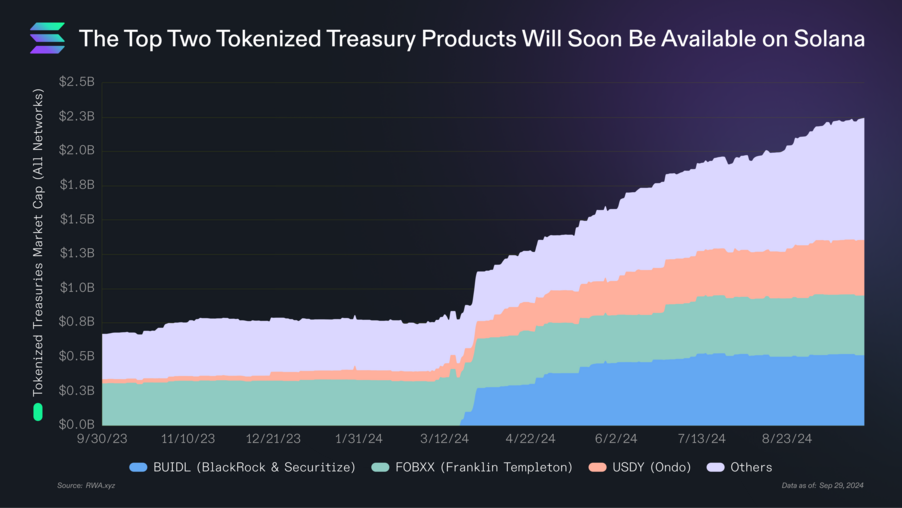 The Top Two Tokenized Treasury Products Will Soon Be Available on Solana
Tokenized Treasuries Market Cap (All Networks)
$2.5B
$2.3B
$2.0B
$1.8B
$1.5B
$1.3B
$1.0B
$0.8B
$0.5B
$0.3B
$0.0B
9/30/23 11/10/23 12/21/23 1/31/24 3/12/24 4/22/24 6/2/24 7/13/24 8/23/24
BUIDL (BlackRock & Securitize) FOBXX (Franklin Templeton) USDY (Ondo) Others
Source: RWA.xyz
Data as of: Sep 29, 2024